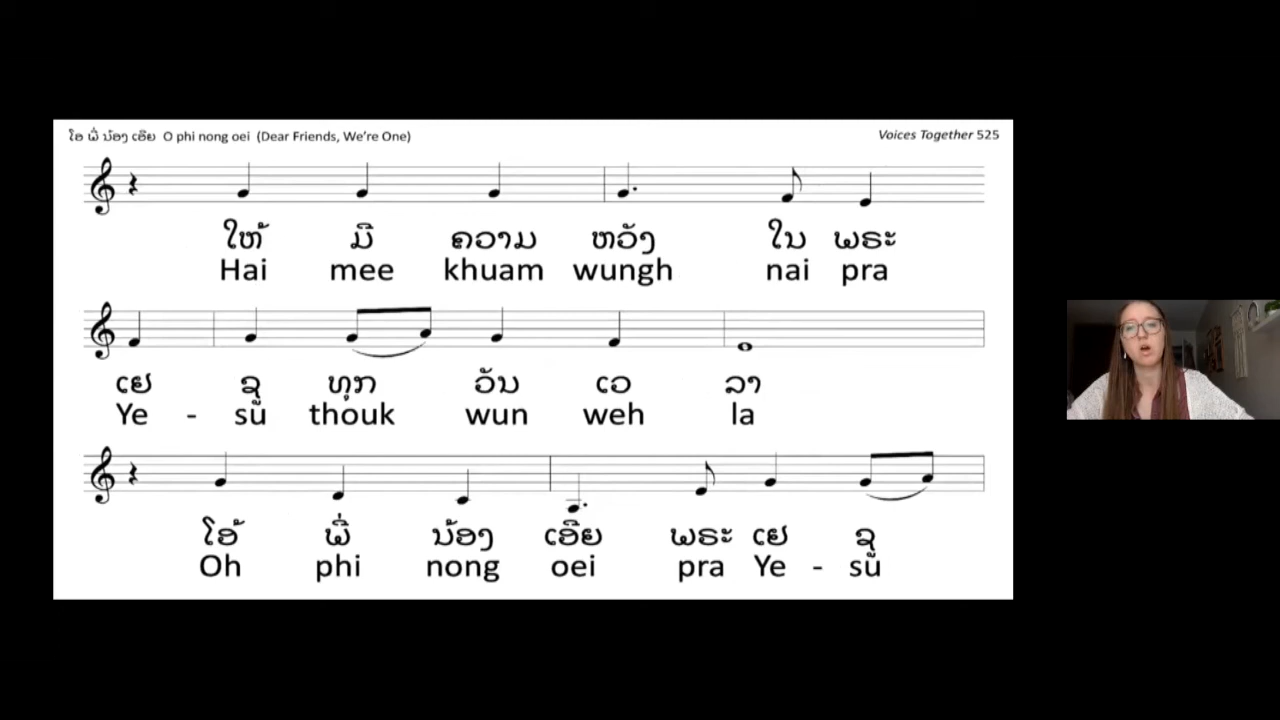 ໂອ ພີ່ ນ້ອງ ເອີຍ O phi nong oei (Dear Friends, We're One) Voices Together 525
ໃຫ້ ມີ ຄວາມ ຫວັງ ໃນ ພຣະ
Hai mee khuam wungh nai pra
ເຢ ຊູ ທຸກ ວັນ ເວ ລາ
Ye - su thouk wun weh la
ໂອ້ ພີ່ ນ້ອງ ເອີຍ ພຣະ ເຢ ຊູ
Oh phi nong oei pra Ye - su